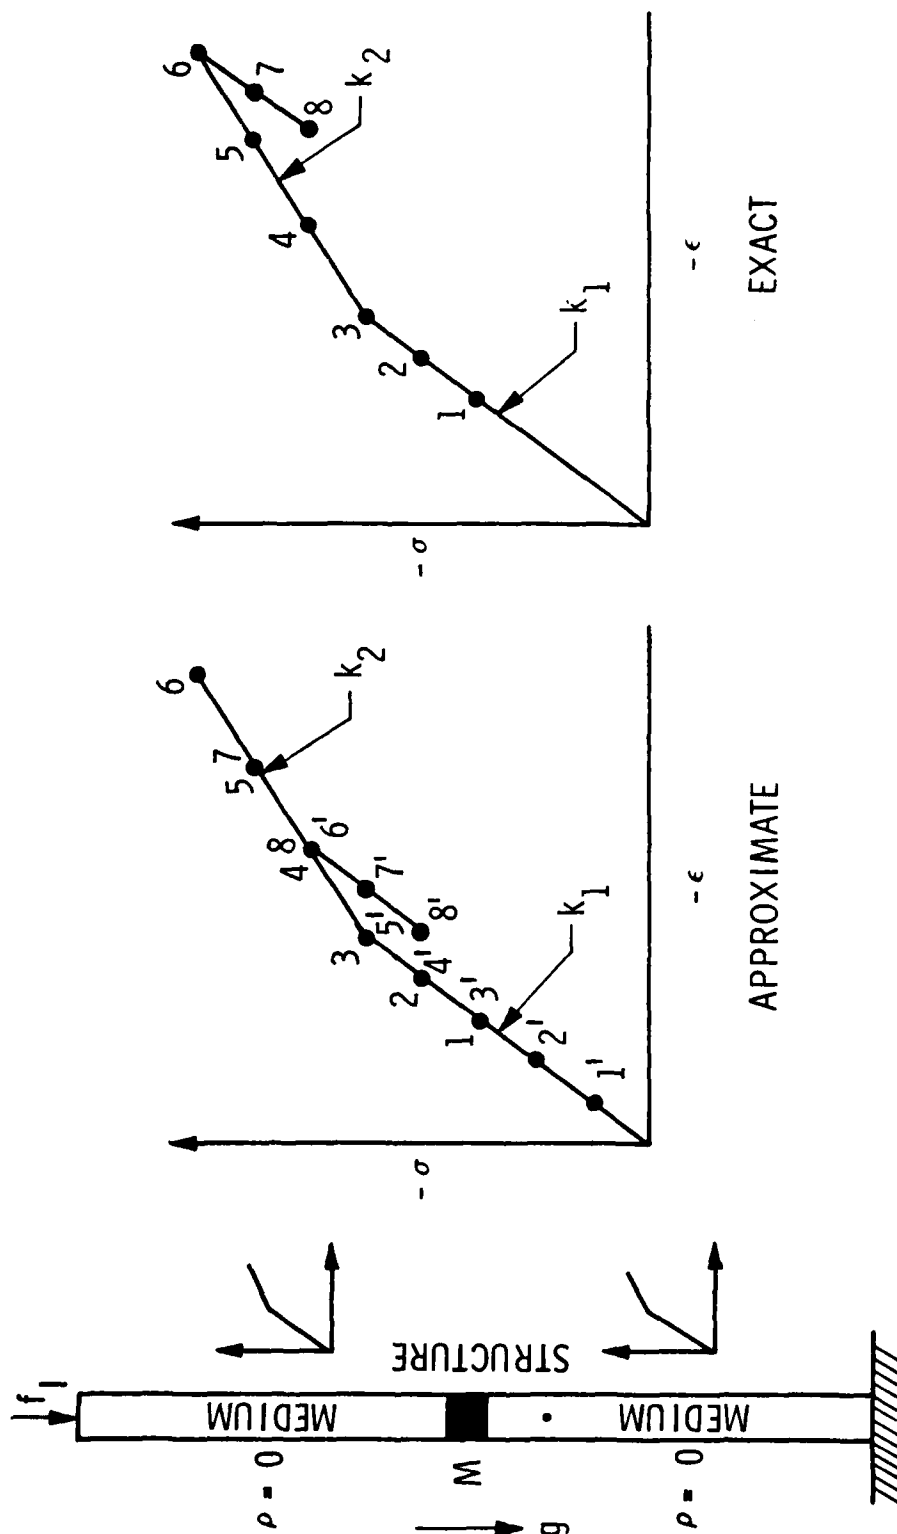 f1
MEDIUM
ρ = 0
M
STRUCTURE
g
MEDIUM
ρ = 0
- σ
6
7
5
k2
8
4
6'
3
5'
7'
2
4'
8'
1
3'
k1
2'
1'
- ϵ
APPROXIMATE
- σ
6
5
7
k2
8
4
3
2
1
k1
- ϵ
EXACT